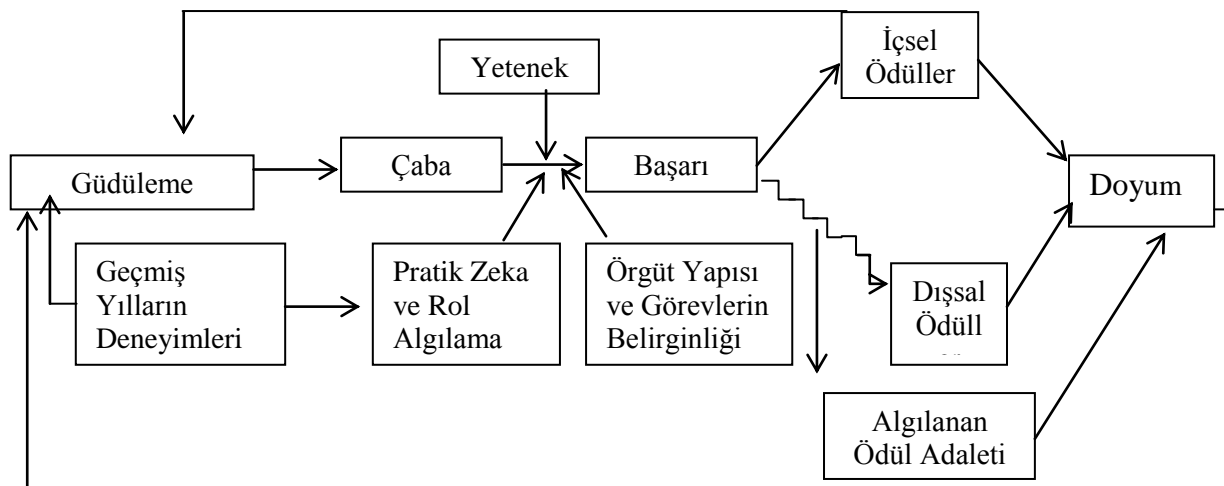 İçsel
Ödüller
Yetenek
Güdüleme
Çaba
Başarı
Doyum
Geçmiş
Yılların
Deneyimleri
Pratik Zeka
ve Rol
Algılama
Örgüt Yapısı
ve Görevlerin
Belirginliği
Dışsal
Ödüll
Algılanan
Ödül Adaleti